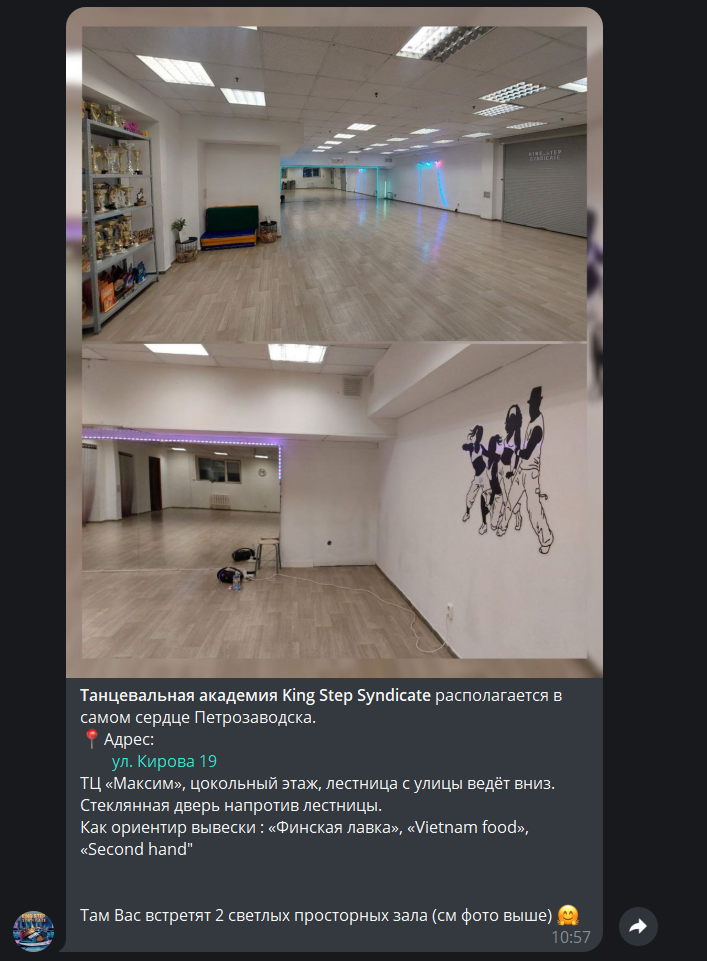 KING STEP
SYNDICATE
Танцевальная академия King Step Syndicate располагается в
самом сердце Петрозаводска.
📍 Адрес:
ул. Кирова 19
ТЦ «Максим», цокольный этаж, лестница с улицы ведёт вниз.
Стеклянная дверь напротив лестницы.
Как ориентир вывески : «Финская лавка», «Vietnam food»,
«Second hand"
Там Вас встретят 2 светлых просторных зала (см фото выше) 🤗
10:57